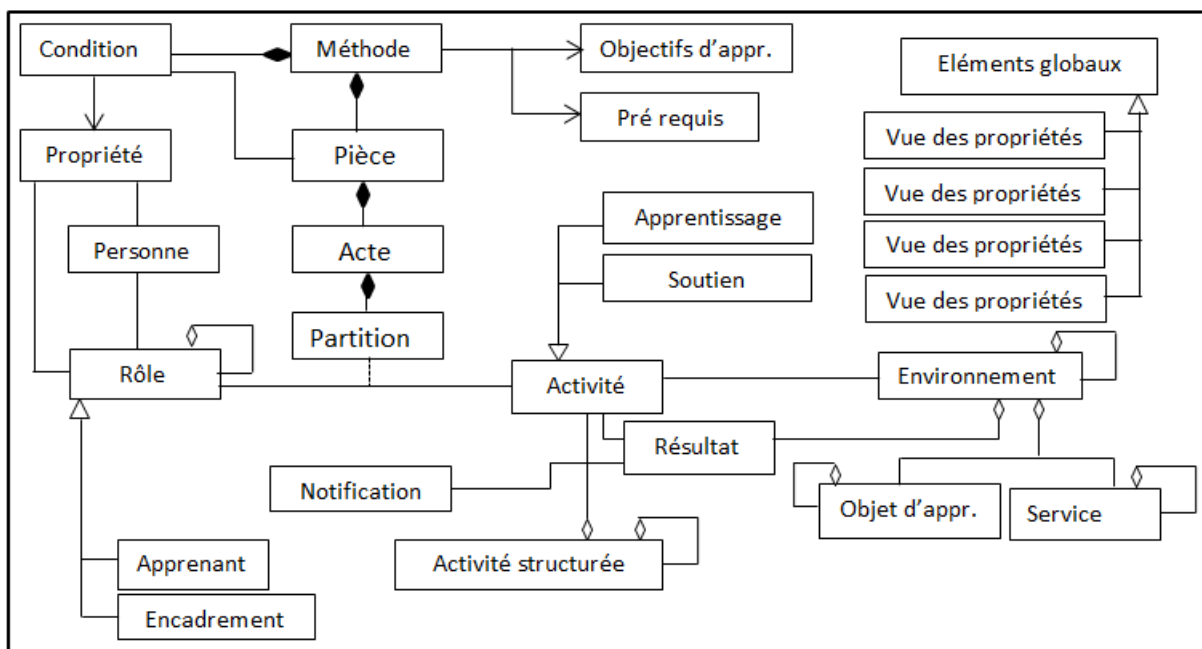 Condition
Méthode
Objectifs d'appr.
Eléments globaux
Pré requis
Vue des propriétés
Propriété
Pièce
Vue des propriétés
Apprentissage
Personne
Acte
Vue des propriétés
Soutien
Vue des propriétés
Partition
Rôle
Activité
Environnement
Résultat
Notification
Objet d'appr.
Service
Activité structurée
Apprenant
Encadrement